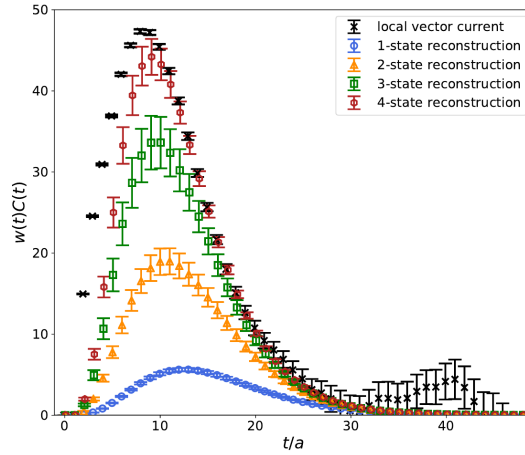 50
40
30
20
10
0
w(t)C(t)
local vector current
1-state reconstruction
2-state reconstruction
3-state reconstruction
4-state reconstruction
0 10 20 30 40
t/a